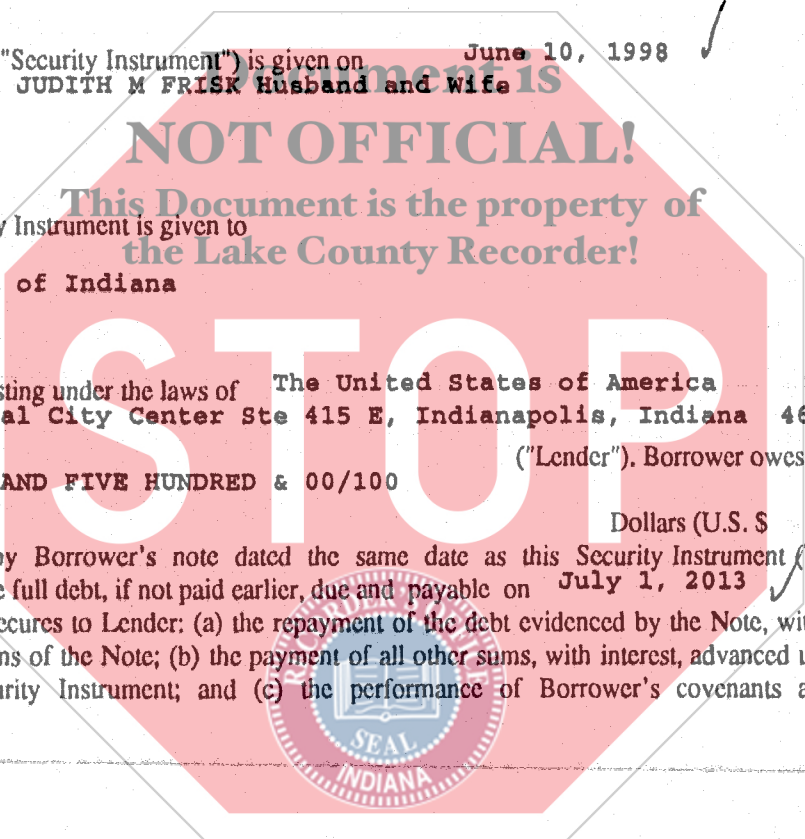 "Security Instrument") is given on June 10, 1998
JUDITH M FRISK Husband and Wife
Document is
NOT OFFICIAL!
This Document is the property of
y Instrument is given to
the Lake County Recorder!
of Indiana
STOP
sting under the laws of The United States of America
al City Center Ste 415 E, Indianapolis, Indiana 46
("Lender"). Borrower owes
AND FIVE HUNDRED & 00/100
Dollars (U.S. $
by Borrower's note dated the same date as this Security Instrument (
e full debt, if not paid earlier, due and payable on July 1, 2013
ecures to Lender: (a) the repayment of the debt evidenced by the Note, wit
ns of the Note; (b) the payment of all other sums, with interest, advanced u
urity Instrument; and (c) the performance of Borrower's covenants a
SEAL
INDIANA